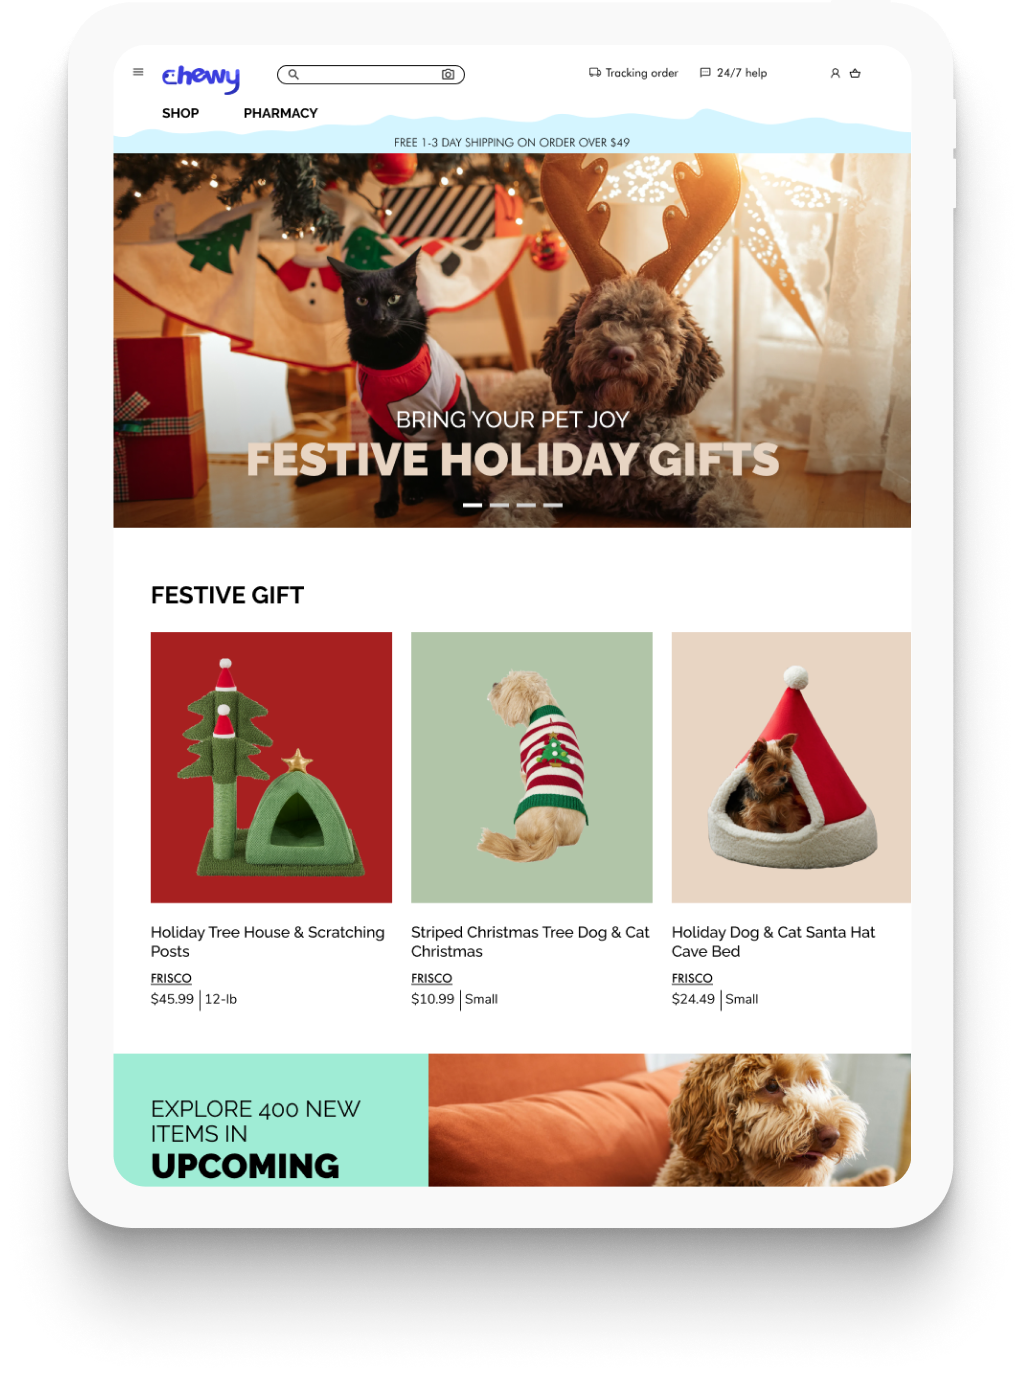 chewy
Tracking order
24/7 help
SHOP
PHARMACY
FREE 1-3 DAY SHIPPING ON ORDER OVER $49
BRING YOUR PET JOY
FESTIVE HOLIDAY GIFTS
FESTIVE GIFT
Holiday Tree House & Scratching
Posts
FRISCO
$45.99 | 12-lb
Striped Christmas Tree Dog & Cat
Christmas
FRISCO
$10.99 | Small
Holiday Dog & Cat Santa Hat
Cave Bed
FRISCO
$24.49 | Small
EXPLORE 400 NEW
ITEMS IN
UPCOMING